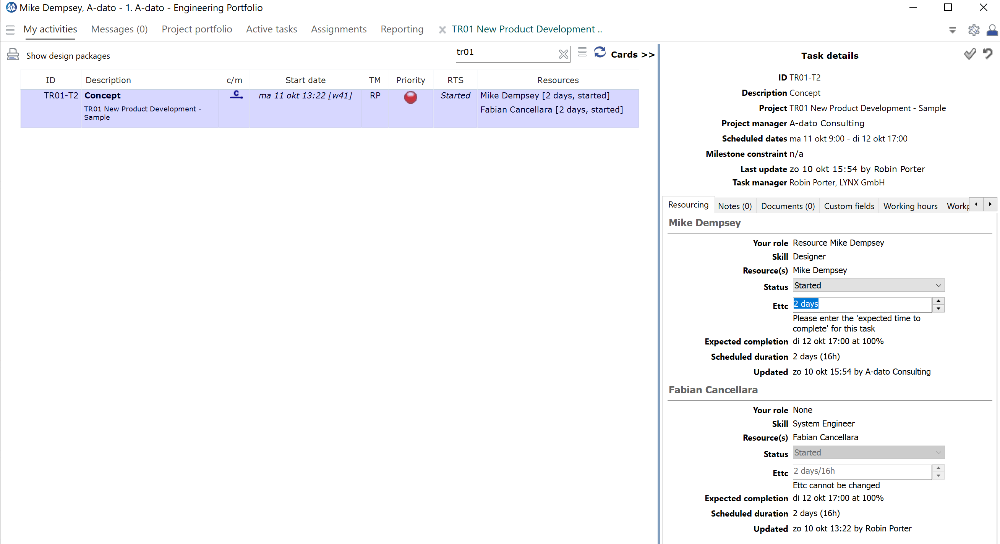 Mike Dempsey, A-dato - 1. A-dato - Engineering Portfolio
My activities Messages (0) Project portfolio Active tasks Assignments Reporting TR01 New Product Development ..
Show design packages tr01 Cards >>
ID Description c/m Start date TM Priority RTS Resources
TR01-T2 Concept c ma 11 okt 13:22 [w41] RP Started Mike Dempsey [2 days, started]
TR01 New Product Development - Fabian Cancellara [2 days, started]
Sample
Task details
ID TR01-T2
Description Concept
Project TR01 New Product Development - Sample
Project manager A-dato Consulting
Scheduled dates ma 11 okt 9:00 - di 12 okt 17:00
Milestone constraint n/a
Last update zo 10 okt 15:54 by Robin Porter
Task manager Robin Porter, LYNX GmbH
Resourcing Notes (0) Documents (0) Custom fields Working hours Work
Mike Dempsey
Your role Resource Mike Dempsey
Skill Designer
Resource(s) Mike Dempsey
Status Started
Ettc 2 days
Please enter the 'expected time to
complete' for this task
Expected completion di 12 okt 17:00 at 100%
Scheduled duration 2 days (16h)
Updated zo 10 okt 15:54 by A-dato Consulting
Fabian Cancellara
Your role None
Skill System Engineer
Resource(s) Fabian Cancellara
Status Started
Ettc 2 days/16h
Ettc cannot be changed
Expected completion di 12 okt 17:00 at 100%
Scheduled duration 2 days (16h)
Updated zo 10 okt 13:22 by Robin Porter